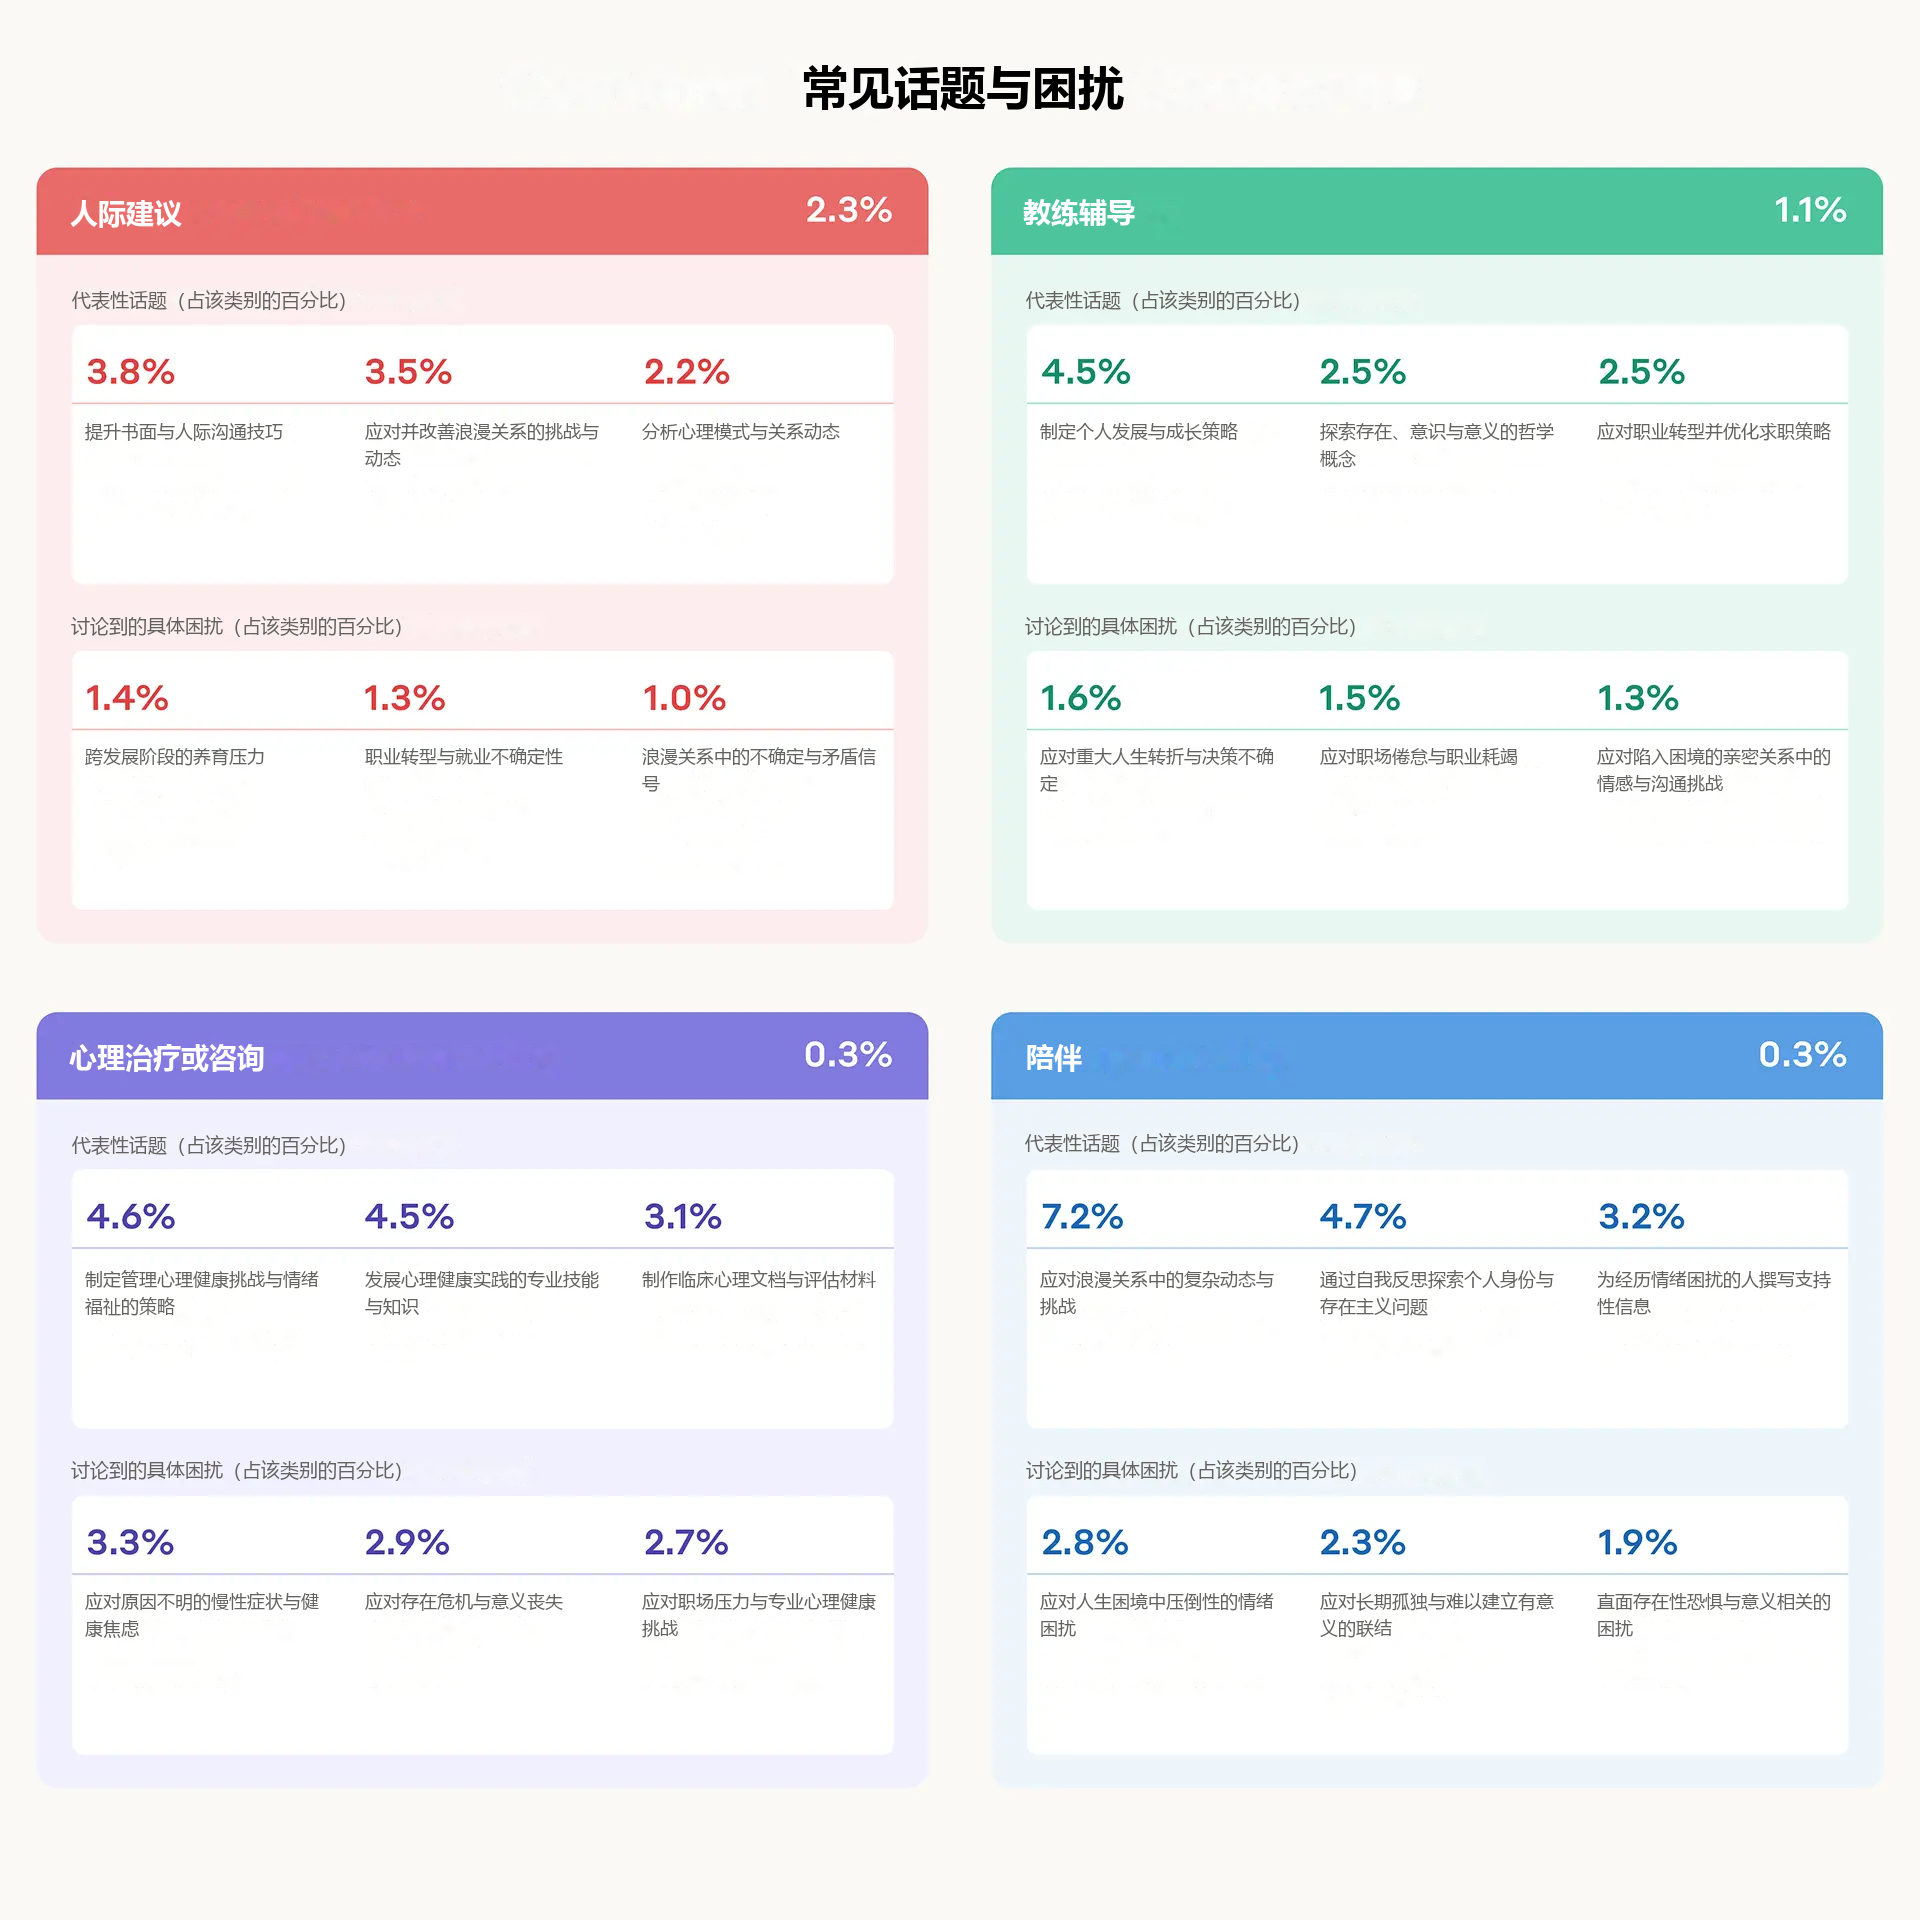 常见话题与困扰
人际建议
2.3%
代表性话题（占该类别的百分比）
3.8%
3.5%
2.2%
提升书面与人际沟通技巧
应对并改善浪漫关系的挑战与
动态
分析心理模式与关系动态
讨论到的具体困扰（占该类别的百分比）
1.4%
1.3%
1.0%
跨发展阶段的养育压力
职业转型与就业不确定性
浪漫关系中的不确定与矛盾信
号
教练辅导
1.1%
代表性话题（占该类别的百分比）
4.5%
2.5%
2.5%
制定个人发展与成长策略
探索存在、意识与意义的哲学
概念
应对职业转型并优化求职策略
讨论到的具体困扰（占该类别的百分比）
1.6%
1.5%
1.3%
应对重大人生转折与决策不确
定
应对职场倦怠与职业耗竭
应对陷入困境的亲密关系中的
情感与沟通挑战
心理治疗或咨询
0.3%
代表性话题（占该类别的百分比）
4.6%
4.5%
3.1%
制定管理心理健康挑战与情绪
福祉的策略
发展心理健康实践的专业技能
与知识
制作临床心理文档与评估材料
讨论到的具体困扰（占该类别的百分比）
3.3%
2.9%
2.7%
应对原因不明的慢性症状与健
康焦虑
应对存在危机与意义丧失
应对职场压力与专业心理健康
挑战
陪伴
0.3%
代表性话题（占该类别的百分比）
7.2%
4.7%
3.2%
应对浪漫关系中的复杂动态与
挑战
通过自我反思探索个人身份与
存在主义问题
为经历情绪困扰的人撰写支持
性信息
讨论到的具体困扰（占该类别的百分比）
2.8%
2.3%
1.9%
应对人生困境中压倒性的情绪
困扰
应对长期孤独与难以建立有意
义的联结
直面存在性恐惧与意义相关的
困扰